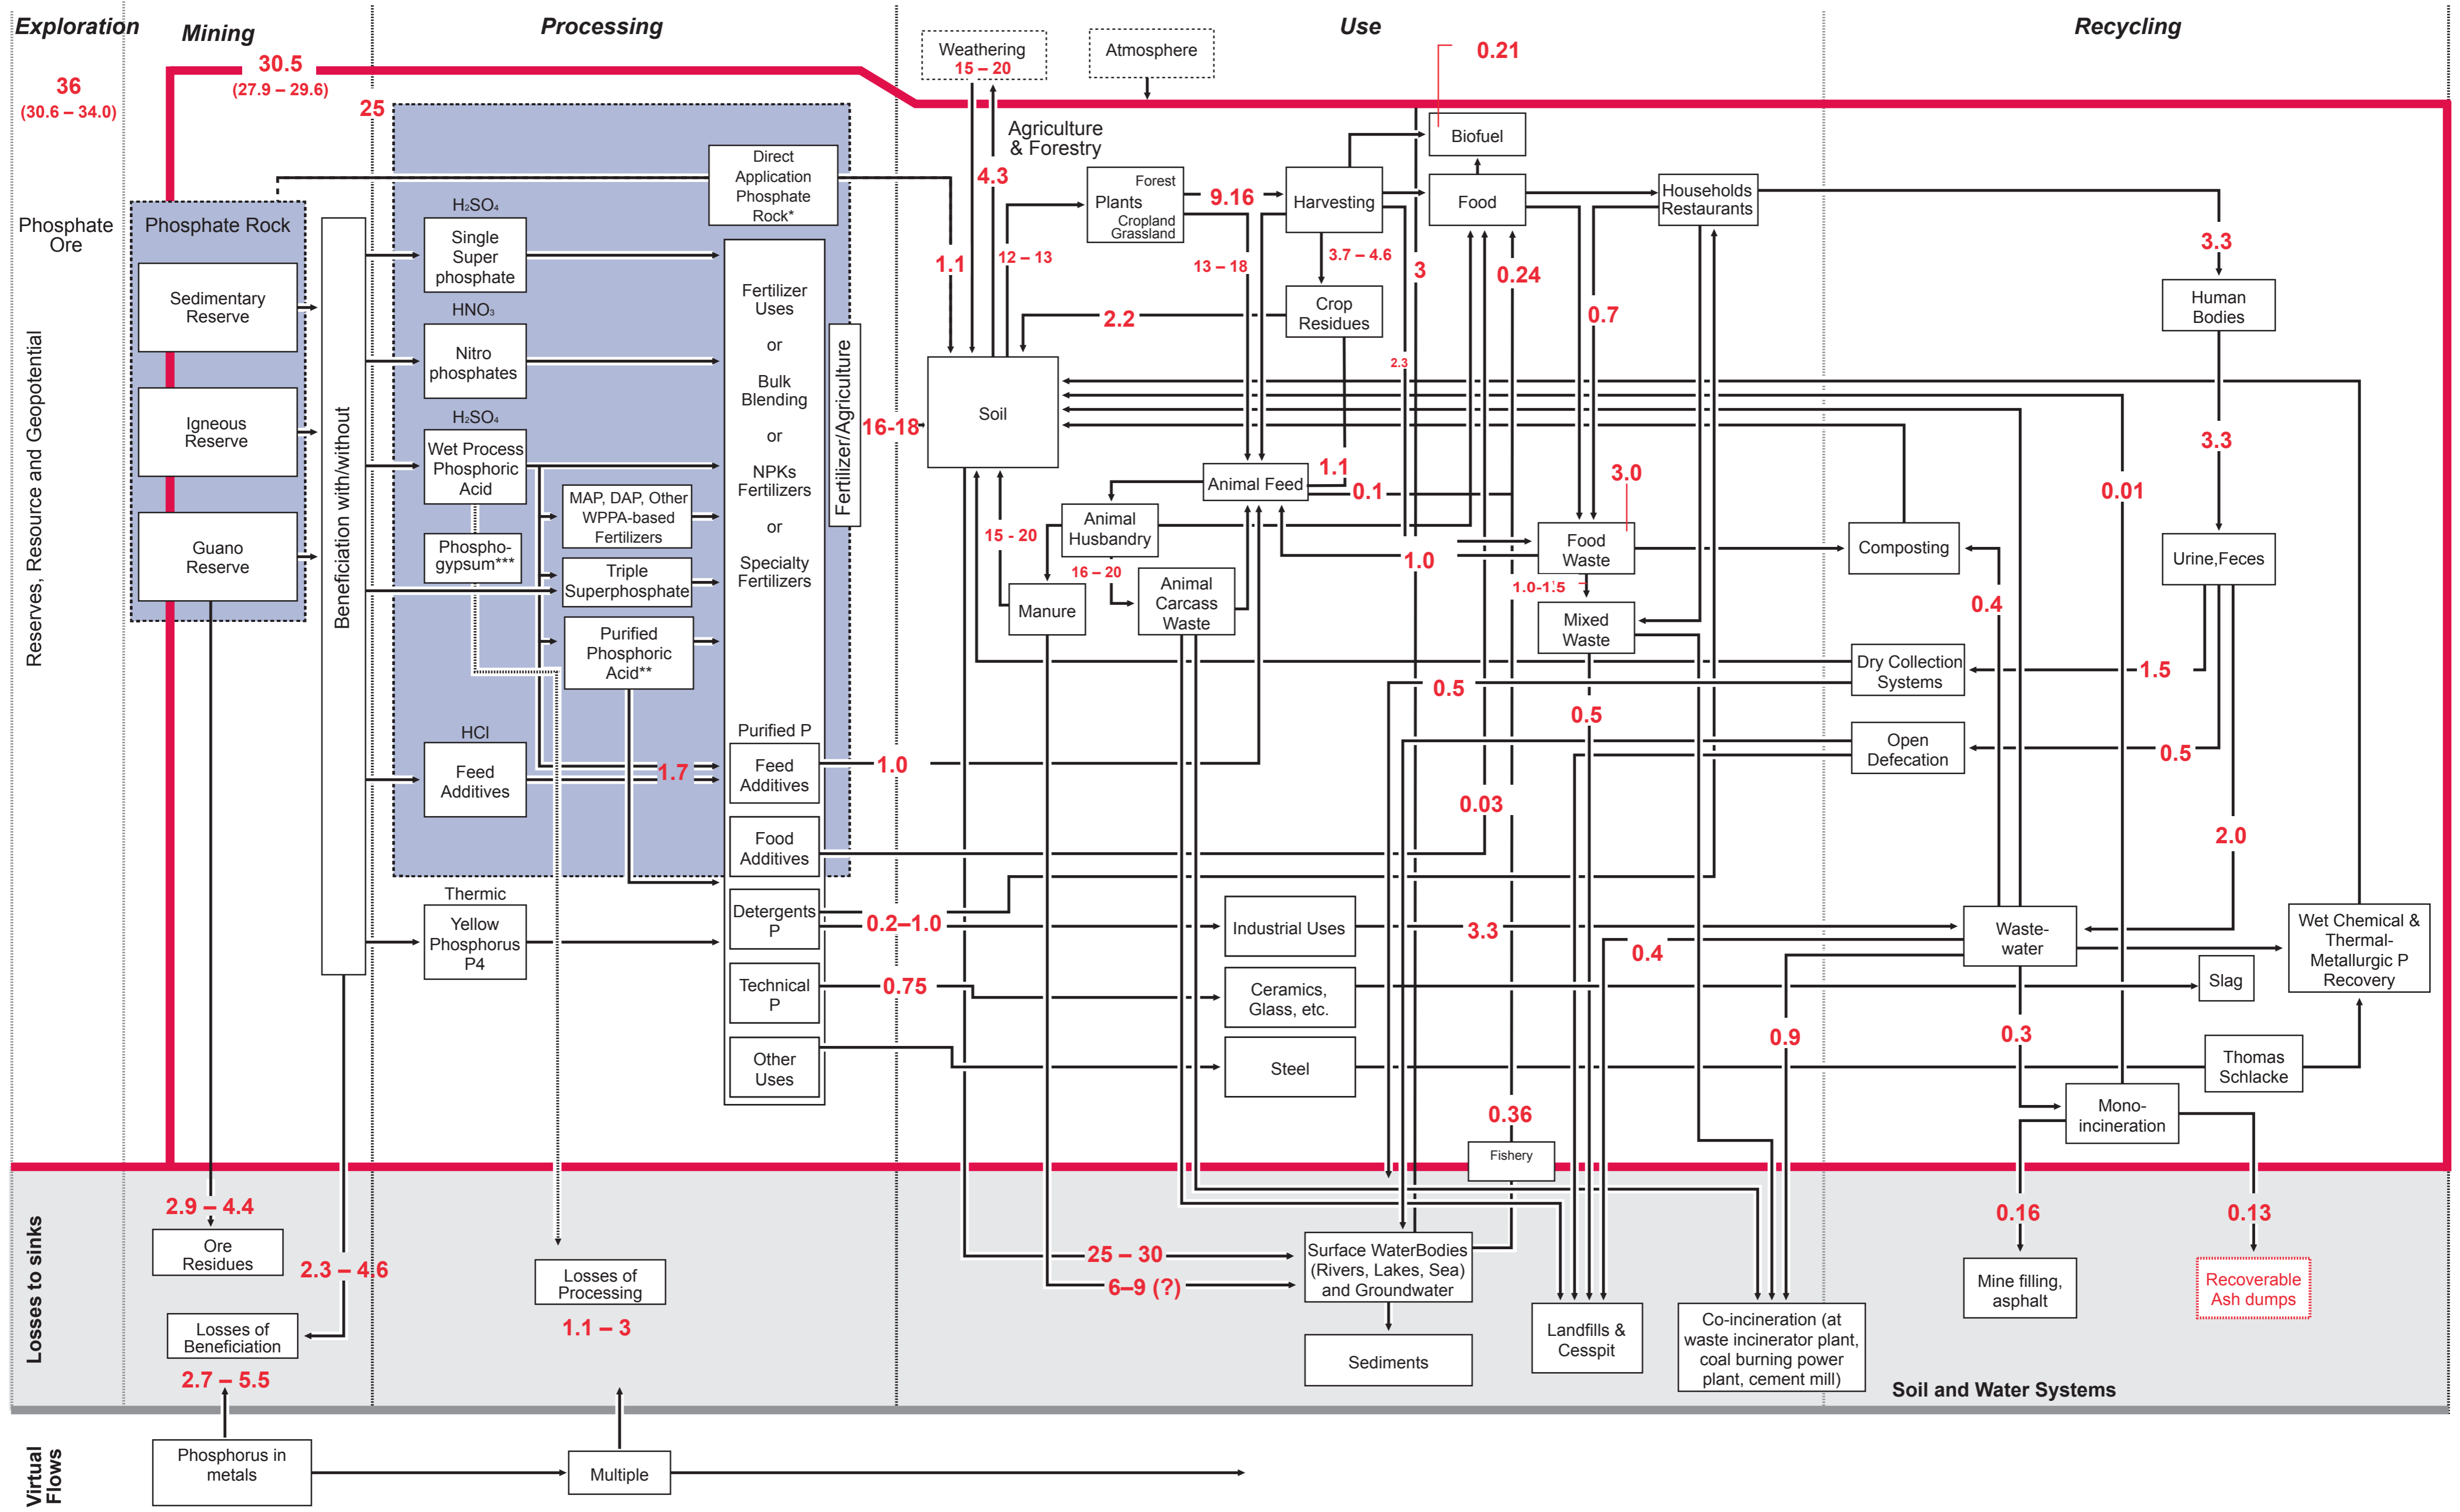 Exploration
Mining
Processing
Use
Recycling
36
(30.6 – 34.0)
30.5
(27.9 – 29.6)
25
Weathering
15 – 20
Atmosphere
0.21
Agriculture
& Forestry
Phosphate
Ore
Reserves, Resource and Geopotential
Phosphate Rock
Sedimentary
Reserve
Igneous
Reserve
Guano
Reserve
Beneficiation with/without
H₂SO₄
Single
Super
phosphate
HNO₃
Nitro
phosphates
H₂SO₄
Wet Process
Phosphoric
Acid
Phospho-
gypsum***
MAP, DAP, Other
WPPA-based
Fertilizers
Triple
Superphosphate
Purified
Phosphoric
Acid**
HCl
Feed
Additives
1.7
Thermic
Yellow
Phosphorus
P4
Direct
Application
Phosphate
Rock*
Fertilizer
Uses
or
Bulk
Blending
or
NPKs
Fertilizers
or
Specialty
Fertilizers
Fertilizer/Agriculture
Purified P
Feed
Additives
Food
Additives
Detergents
P
Technical
P
Other
Uses
16-18
1.0
0.2–1.0
0.75
1.1
4.3
12 – 13
Soil
Forest
Plants
Cropland
Grassland
9.16
13 – 18
Harvesting
3.7 – 4.6
Crop
Residues
2.2
2.3
3
Biofuel
Food
0.24
0.7
Households
Restaurants
3.3
Human
Bodies
3.3
Urine,Feces
Animal Feed
1.1
0.1
Animal
Husbandry
15 - 20
16 – 20
Manure
Animal
Carcass
Waste
1.0
3.0
Food
Waste
1.0-1.5
Mixed
Waste
Composting
0.4
0.01
Dry Collection
Systems
1.5
0.5
0.5
Open
Defecation
0.5
0.03
2.0
Industrial Uses
3.3
0.4
Waste-
water
Wet Chemical &
Thermal-
Metallurgic P
Recovery
Ceramics,
Glass, etc.
Slag
0.9
0.3
Steel
Thomas
Schlacke
Mono-
incineration
0.36
Fishery
Losses to sinks
2.9 – 4.4
Ore
Residues
2.3 – 4.6
Losses of
Beneficiation
2.7 – 5.5
Losses of
Processing
1.1 – 3
25 – 30
6–9 (?)
Surface WaterBodies
(Rivers, Lakes, Sea)
and Groundwater
Sediments
Landfills &
Cesspit
Co-incineration (at
waste incinerator plant,
coal burning power
plant, cement mill)
0.16
Mine filling,
asphalt
0.13
Recoverable
Ash dumps
Soil and Water Systems
Virtual
Flows
Phosphorus in
metals
Multiple